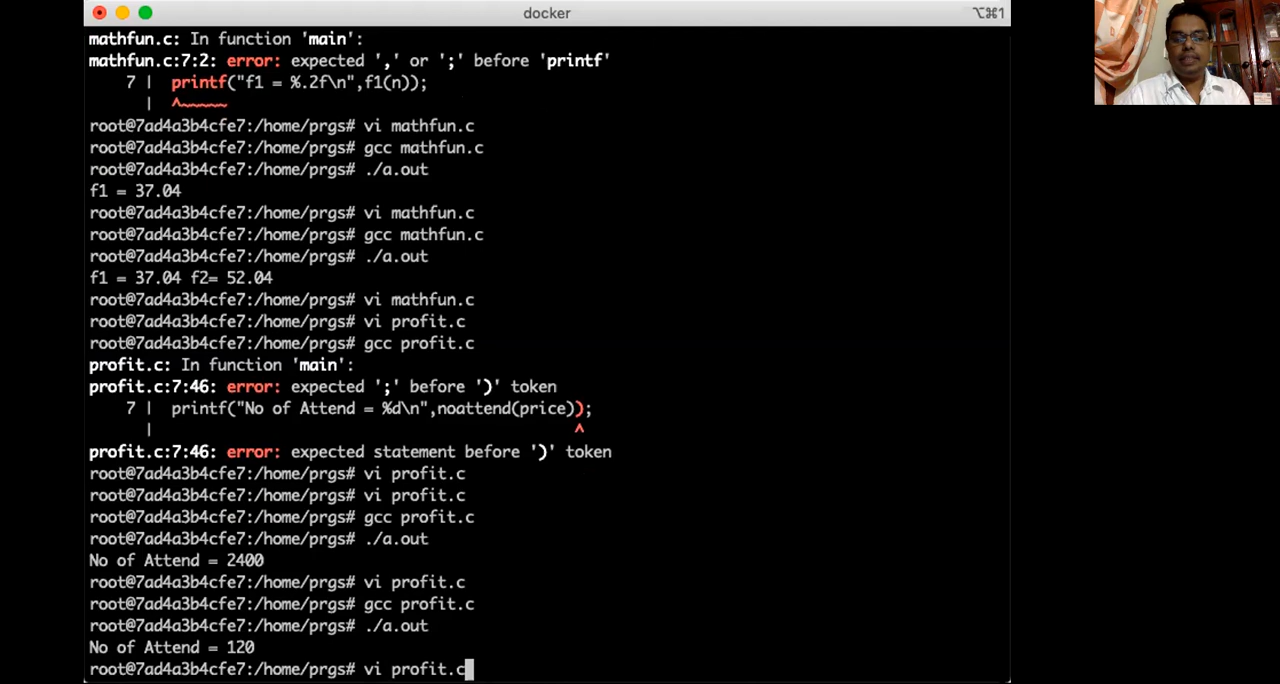 docker
⌥⌘1
mathfun.c: In function 'main':
mathfun.c:7:2: error: expected ',' or ';' before 'printf'
7 | printf("f1 = %.2f\n",f1(n));
| ^~~~~~
root@7ad4a3b4cfe7:/home/prgs# vi mathfun.c
root@7ad4a3b4cfe7:/home/prgs# gcc mathfun.c
root@7ad4a3b4cfe7:/home/prgs# ./a.out
f1 = 37.04
root@7ad4a3b4cfe7:/home/prgs# vi mathfun.c
root@7ad4a3b4cfe7:/home/prgs# gcc mathfun.c
root@7ad4a3b4cfe7:/home/prgs# ./a.out
f1 = 37.04 f2= 52.04
root@7ad4a3b4cfe7:/home/prgs# vi mathfun.c
root@7ad4a3b4cfe7:/home/prgs# vi profit.c
root@7ad4a3b4cfe7:/home/prgs# gcc profit.c
profit.c: In function 'main':
profit.c:7:46: error: expected ';' before ')' token
7 | printf("No of Attend = %d\n",noattend(price));
| ^
profit.c:7:46: error: expected statement before ')' token
root@7ad4a3b4cfe7:/home/prgs# vi profit.c
root@7ad4a3b4cfe7:/home/prgs# vi profit.c
root@7ad4a3b4cfe7:/home/prgs# gcc profit.c
root@7ad4a3b4cfe7:/home/prgs# ./a.out
No of Attend = 2400
root@7ad4a3b4cfe7:/home/prgs# vi profit.c
root@7ad4a3b4cfe7:/home/prgs# gcc profit.c
root@7ad4a3b4cfe7:/home/prgs# ./a.out
No of Attend = 120
root@7ad4a3b4cfe7:/home/prgs# vi profit.c